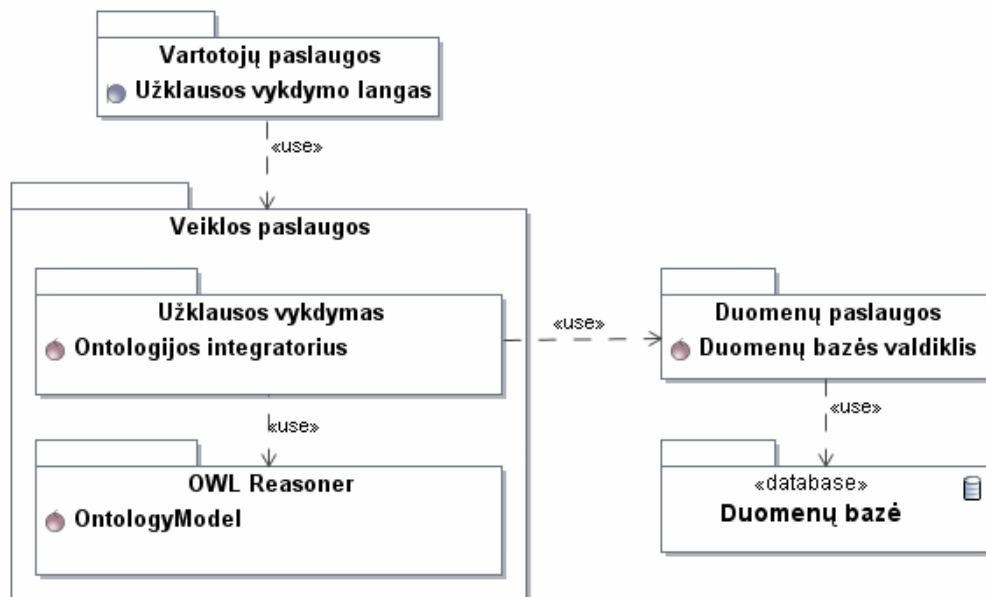 Vartotojų paslaugos
Užklausos vykdymo langas
«use»
Veiklos paslaugos
Užklausos vykdymas
Ontologijos integratorius
«use»
Duomenų paslaugos
Duomenų bazės valdiklis
«use»
«use»
OWL Reasoner
OntologyModel
«database»
Duomenų bazė